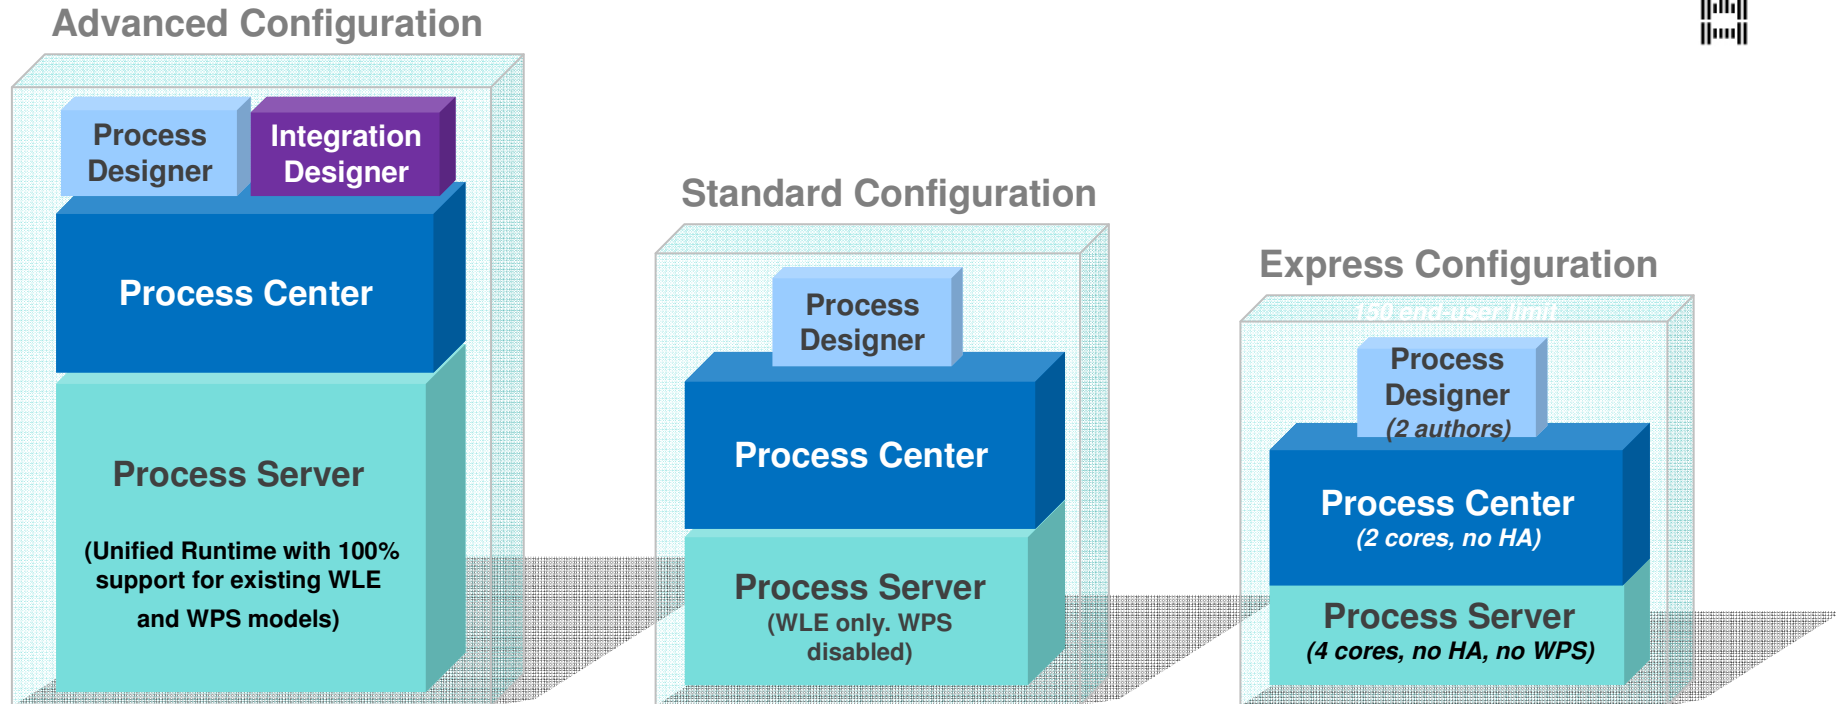 Advanced Configuration
Process
Designer
Integration
Designer
Process Center
Process Server
(Unified Runtime with 100%
support for existing WLE
and WPS models)
Standard Configuration
Process
Designer
Process Center
Process Server
(WLE only. WPS
disabled)
Express Configuration
150 end-user limit
Process
Designer
(2 authors)
Process Center
(2 cores, no HA)
Process Server
(4 cores, no HA, no WPS)